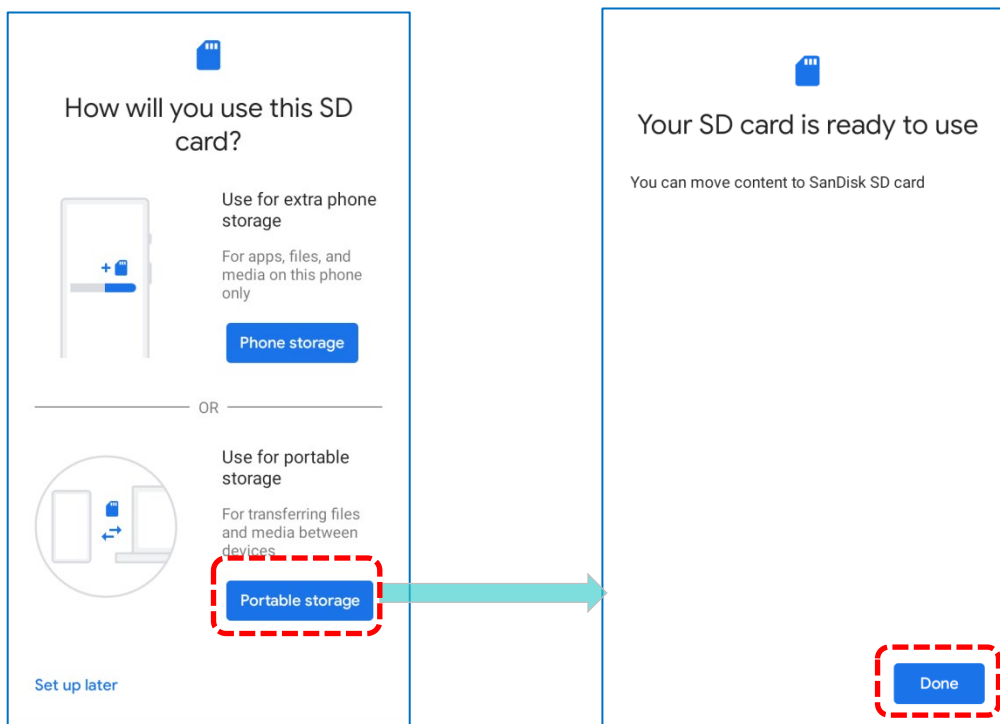 How will you use this SD
card?
Use for extra phone
storage
For apps, files, and
media on this phone
only
Phone storage
OR
Use for portable
storage
For transferring files
and media between
devices
Portable storage
Set up later
Your SD card is ready to use
You can move content to SanDisk SD card
Done